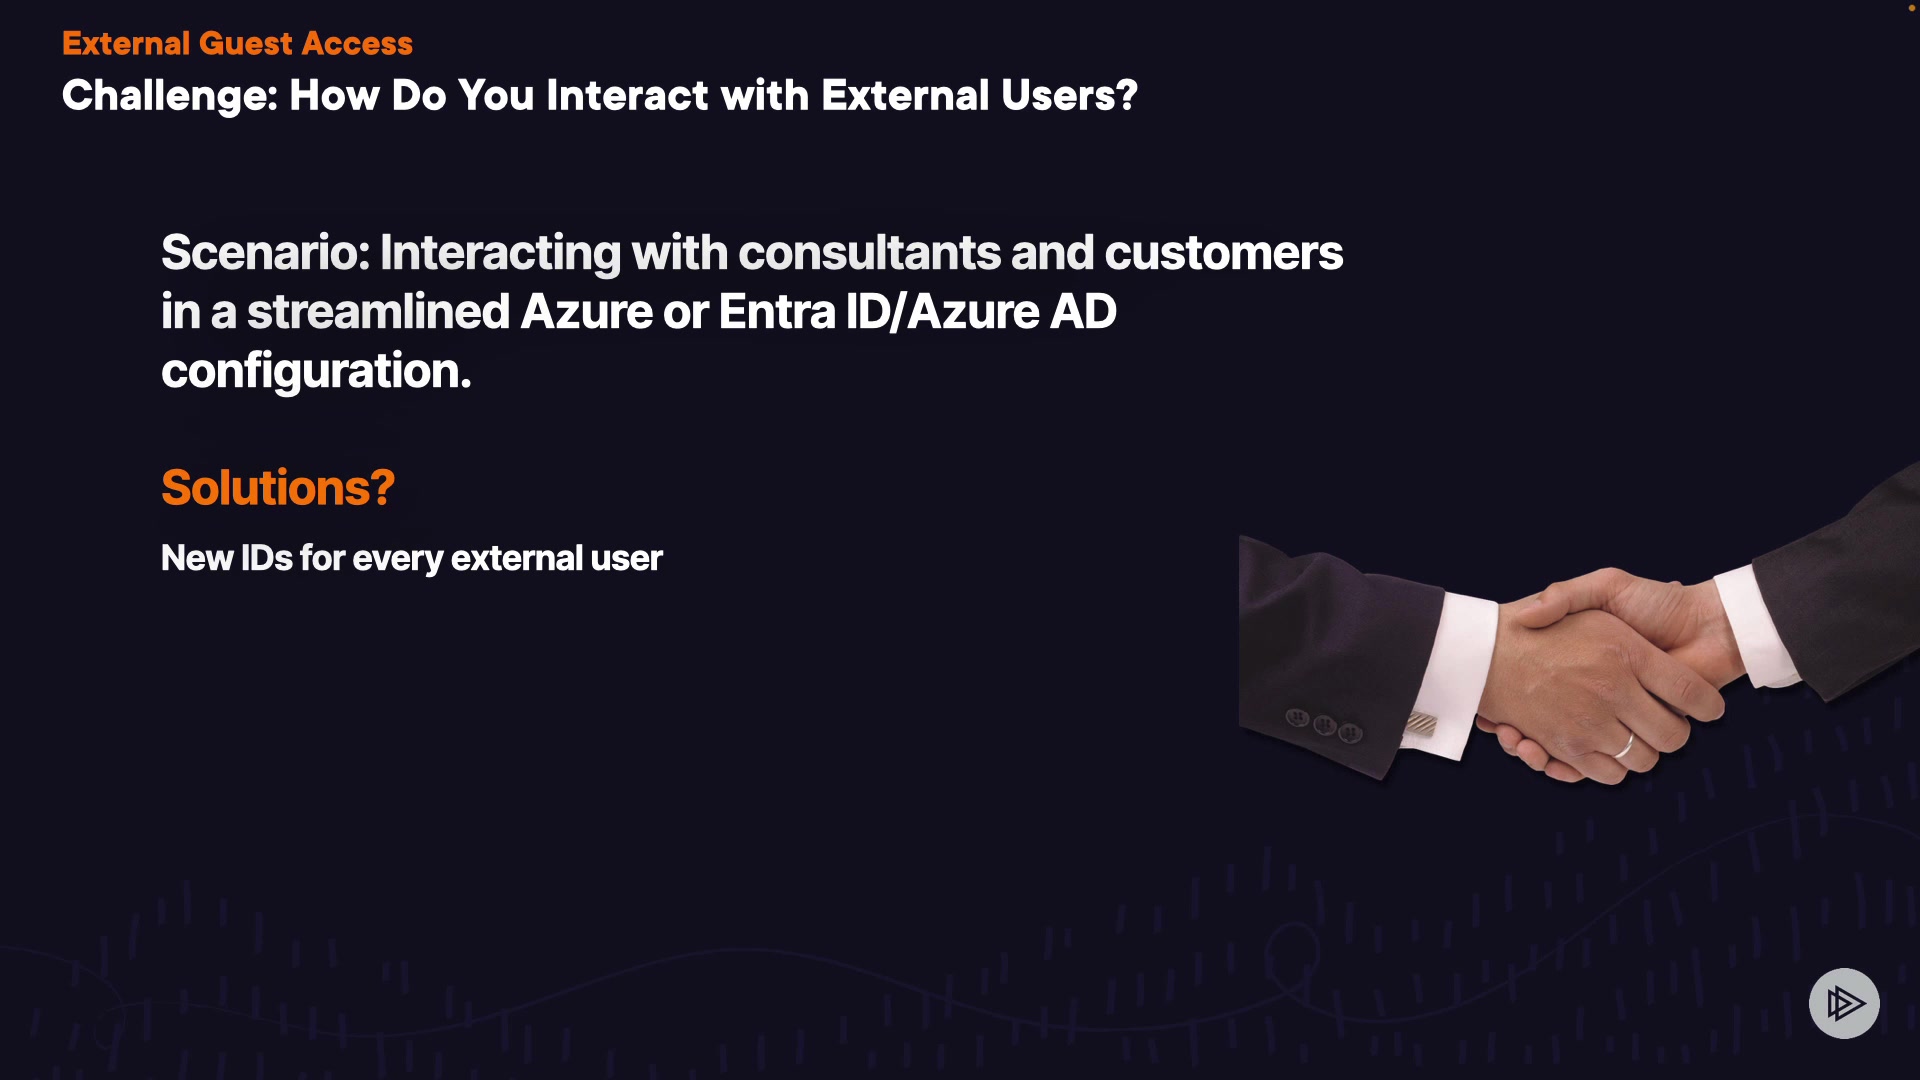 External Guest Access
Challenge: How Do You Interact with External Users?
Scenario: Interacting with consultants and customers
in a streamlined Azure or Entra ID/Azure AD
configuration.
Solutions?
New IDs for every external user